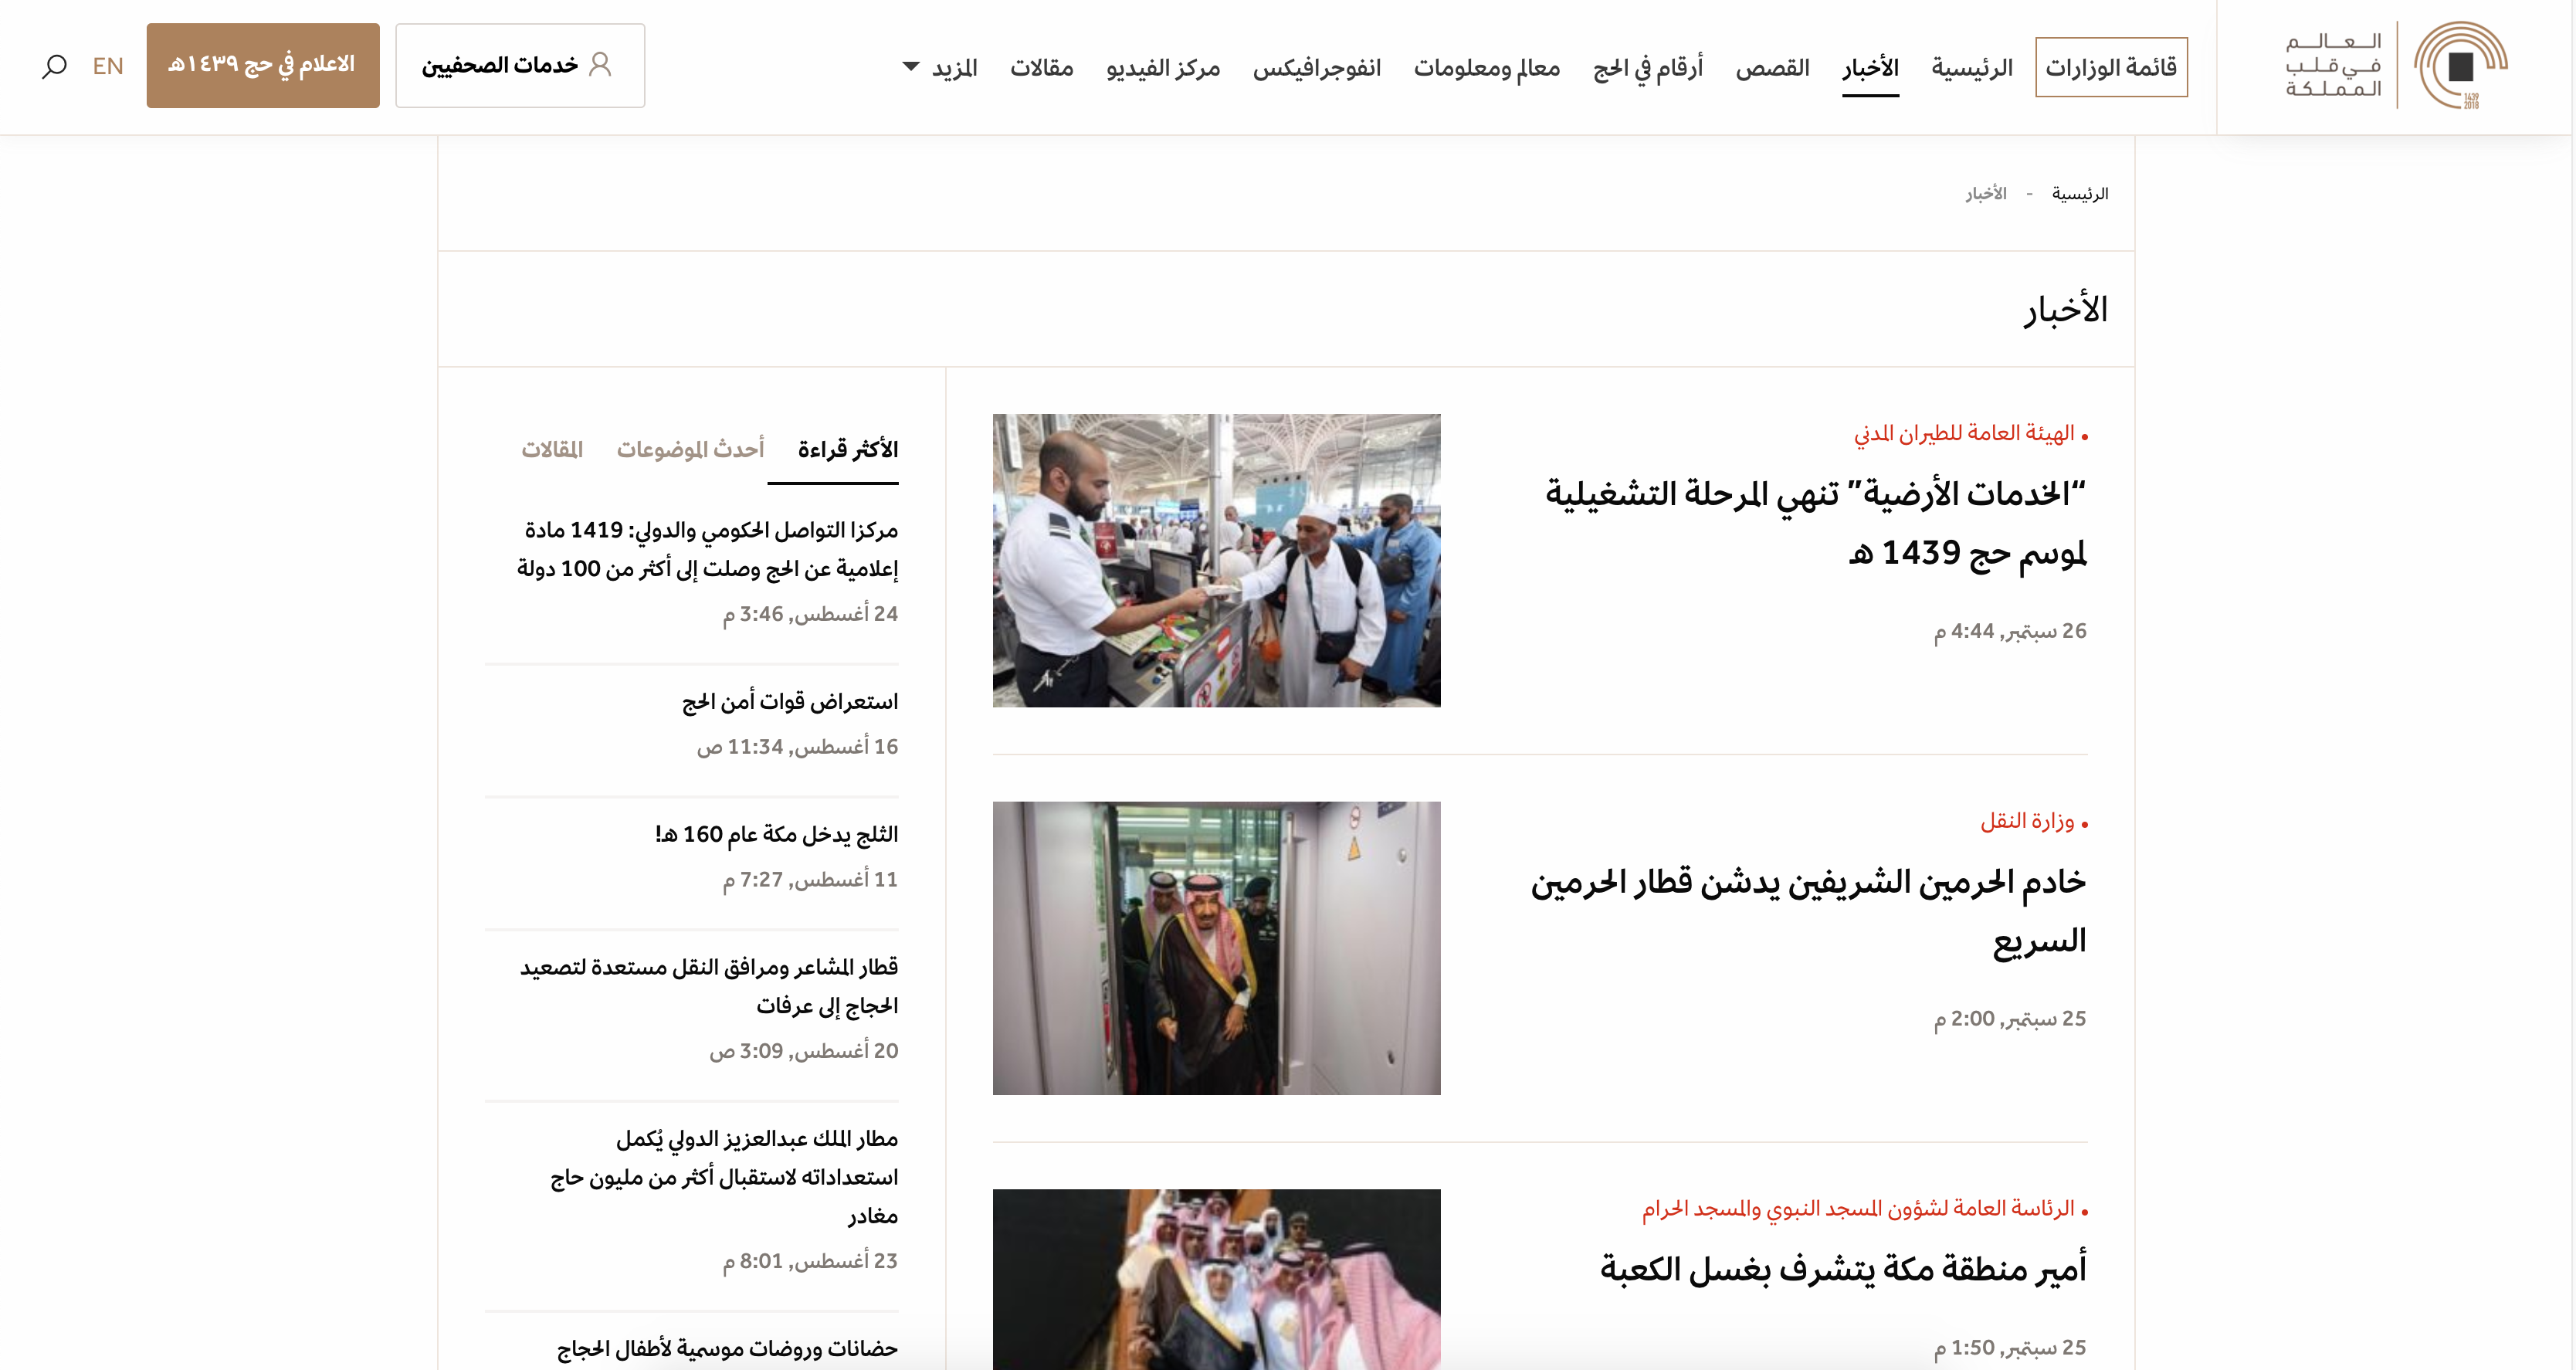 العالم
في قلب
المملكة
1439
2018
قائمة الوزارات
الرئيسية
الأخبار
القصص
أرقام في الحج
معالم ومعلومات
انفوجرافيكس
مركز الفيديو
مقالات
المزيد
خدمات الصحفيين
الاعلام في حج ١٤٣٩هـ
EN
الرئيسية - الأخبار
الأخبار
الهيئة العامة للطيران المدني
“الخدمات الأرضية” تنهي المرحلة التشغيلية
لموسم حج 1439 هـ
26 سبتمبر, 4:44 م
وزارة النقل
خادم الحرمين الشريفين يدشن قطار الحرمين
السريع
25 سبتمبر, 2:00 م
الرئاسة العامة لشؤون المسجد النبوي والمسجد الحرام
أمير منطقة مكة يتشرف بغسل الكعبة
25 سبتمبر, 1:50 م
الأكثر قراءة
أحدث الموضوعات
المقالات
مركزا التواصل الحكومي والدولي: 1419 مادة
إعلامية عن الحج وصلت إلى أكثر من 100 دولة
24 أغسطس, 3:46 م
استعراض قوات أمن الحج
16 أغسطس, 11:34 ص
الثلج يدخل مكة عام 160 هـ!
11 أغسطس, 7:27 م
قطار المشاعر ومرافق النقل مستعدة لتصعيد
الحجاج إلى عرفات
20 أغسطس, 3:09 ص
مطار الملك عبدالعزيز الدولي يُكمل
استعداداته لاستقبال أكثر من مليون حاج
مغادر
23 أغسطس, 8:01 م
حضانات وروضات موسمية لأطفال الحجاج